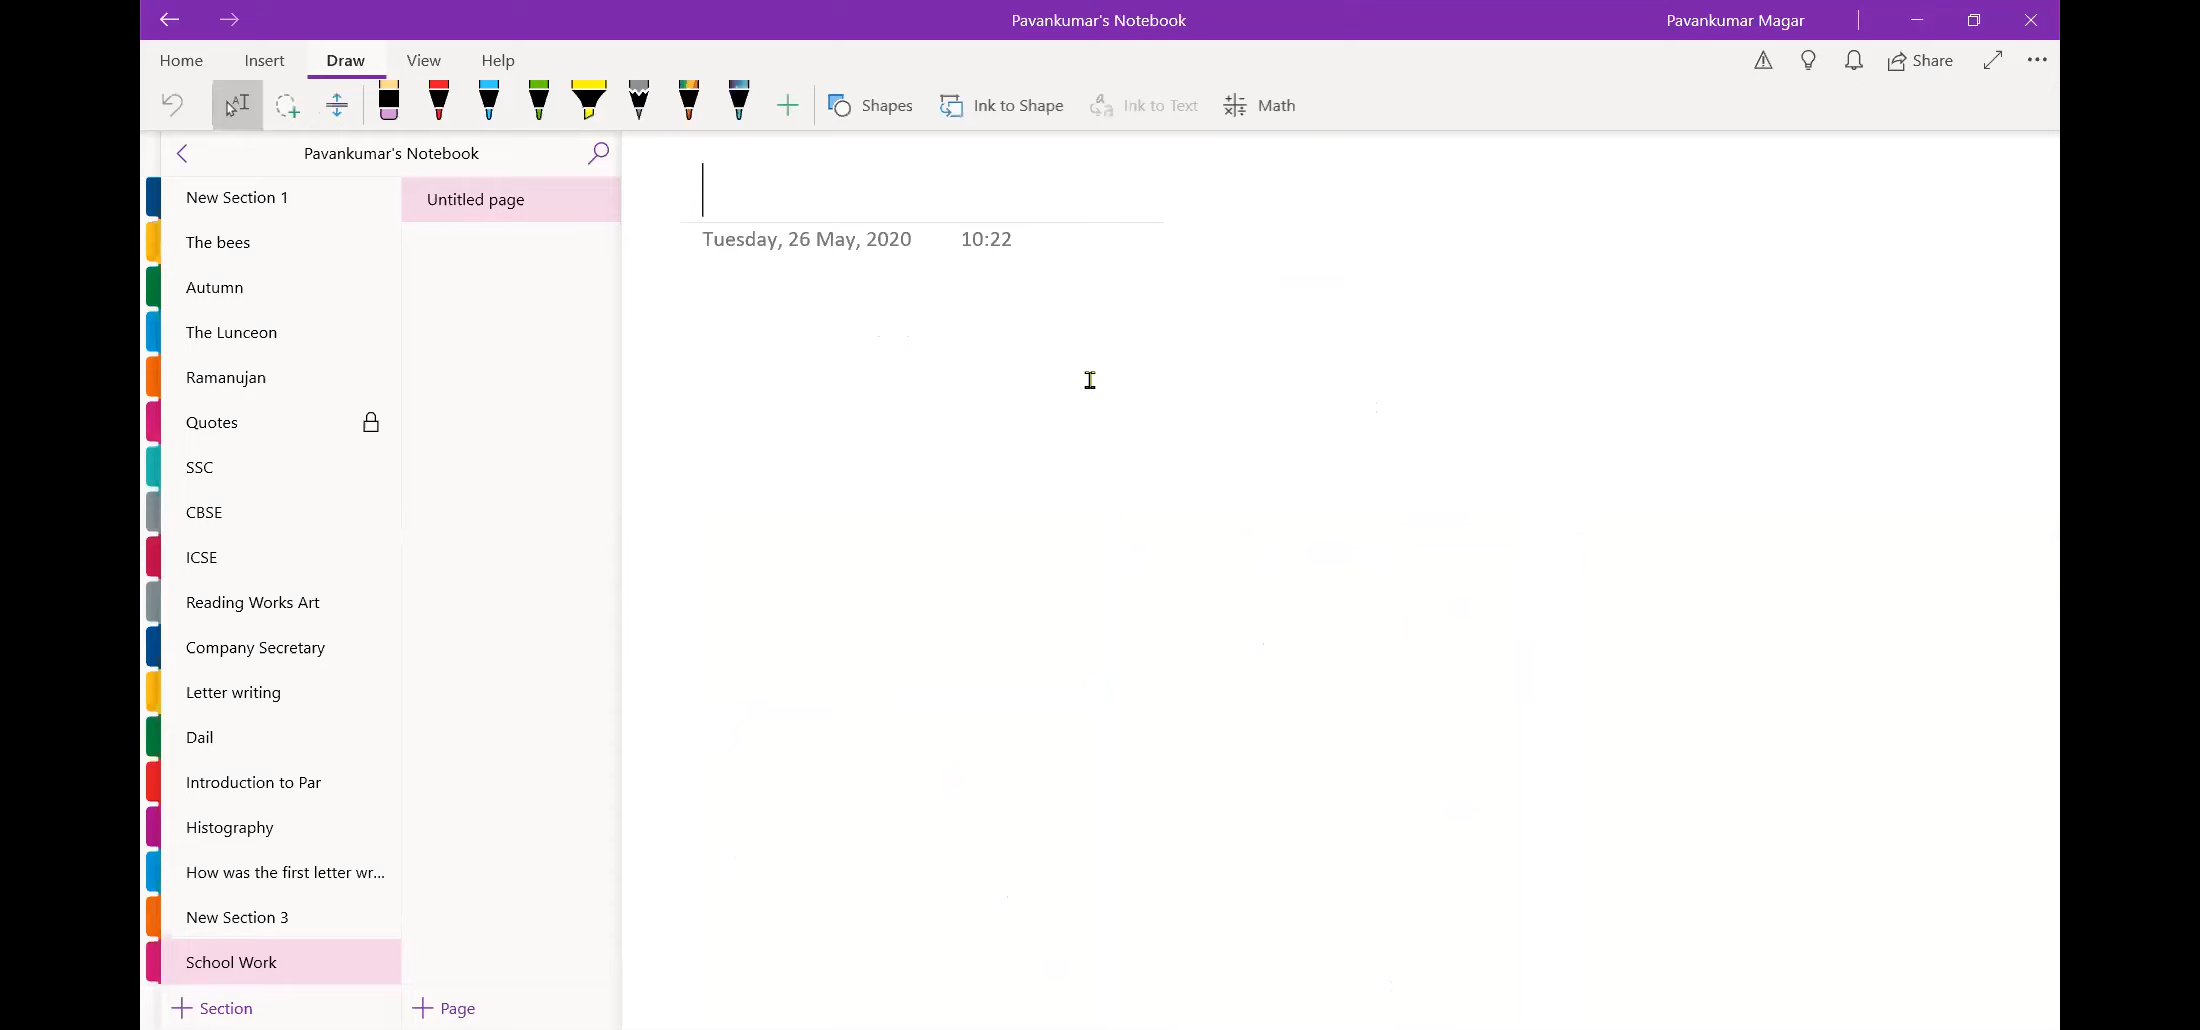 Pavankumar's Notebook
Pavankumar Magar
Home Insert Draw View Help
Share
Shapes Ink to Shape Ink to Text Math
Pavankumar's Notebook
New Section 1
The bees
Autumn
The Lunceon
Ramanujan
Quotes
SSC
CBSE
ICSE
Reading Works Art
Company Secretary
Letter writing
Dail
Introduction to Par
Histography
How was the first letter wr...
New Section 3
School Work
Section
Untitled page
Page
Tuesday, 26 May, 2020 10:22